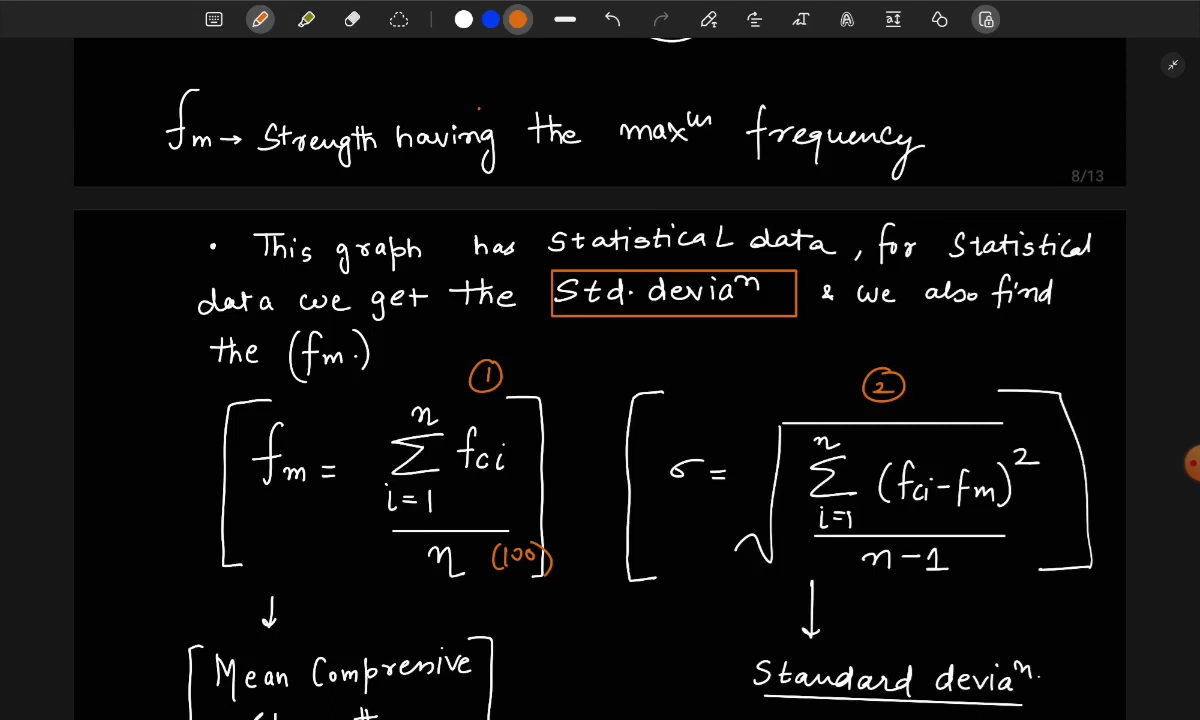 fm → Strength having the max^m frequency
8/13
• This graph has Statistical data, for Statistical
data we get the Std. devia^n & we also find
the (fm.)
① ②
[fm = n Σ i=1 fci / n (100)] [σ = √ n Σ i=1 (fci - fm)² / n-1]
↓ ↓
[Mean Compressive Standard devia^n.